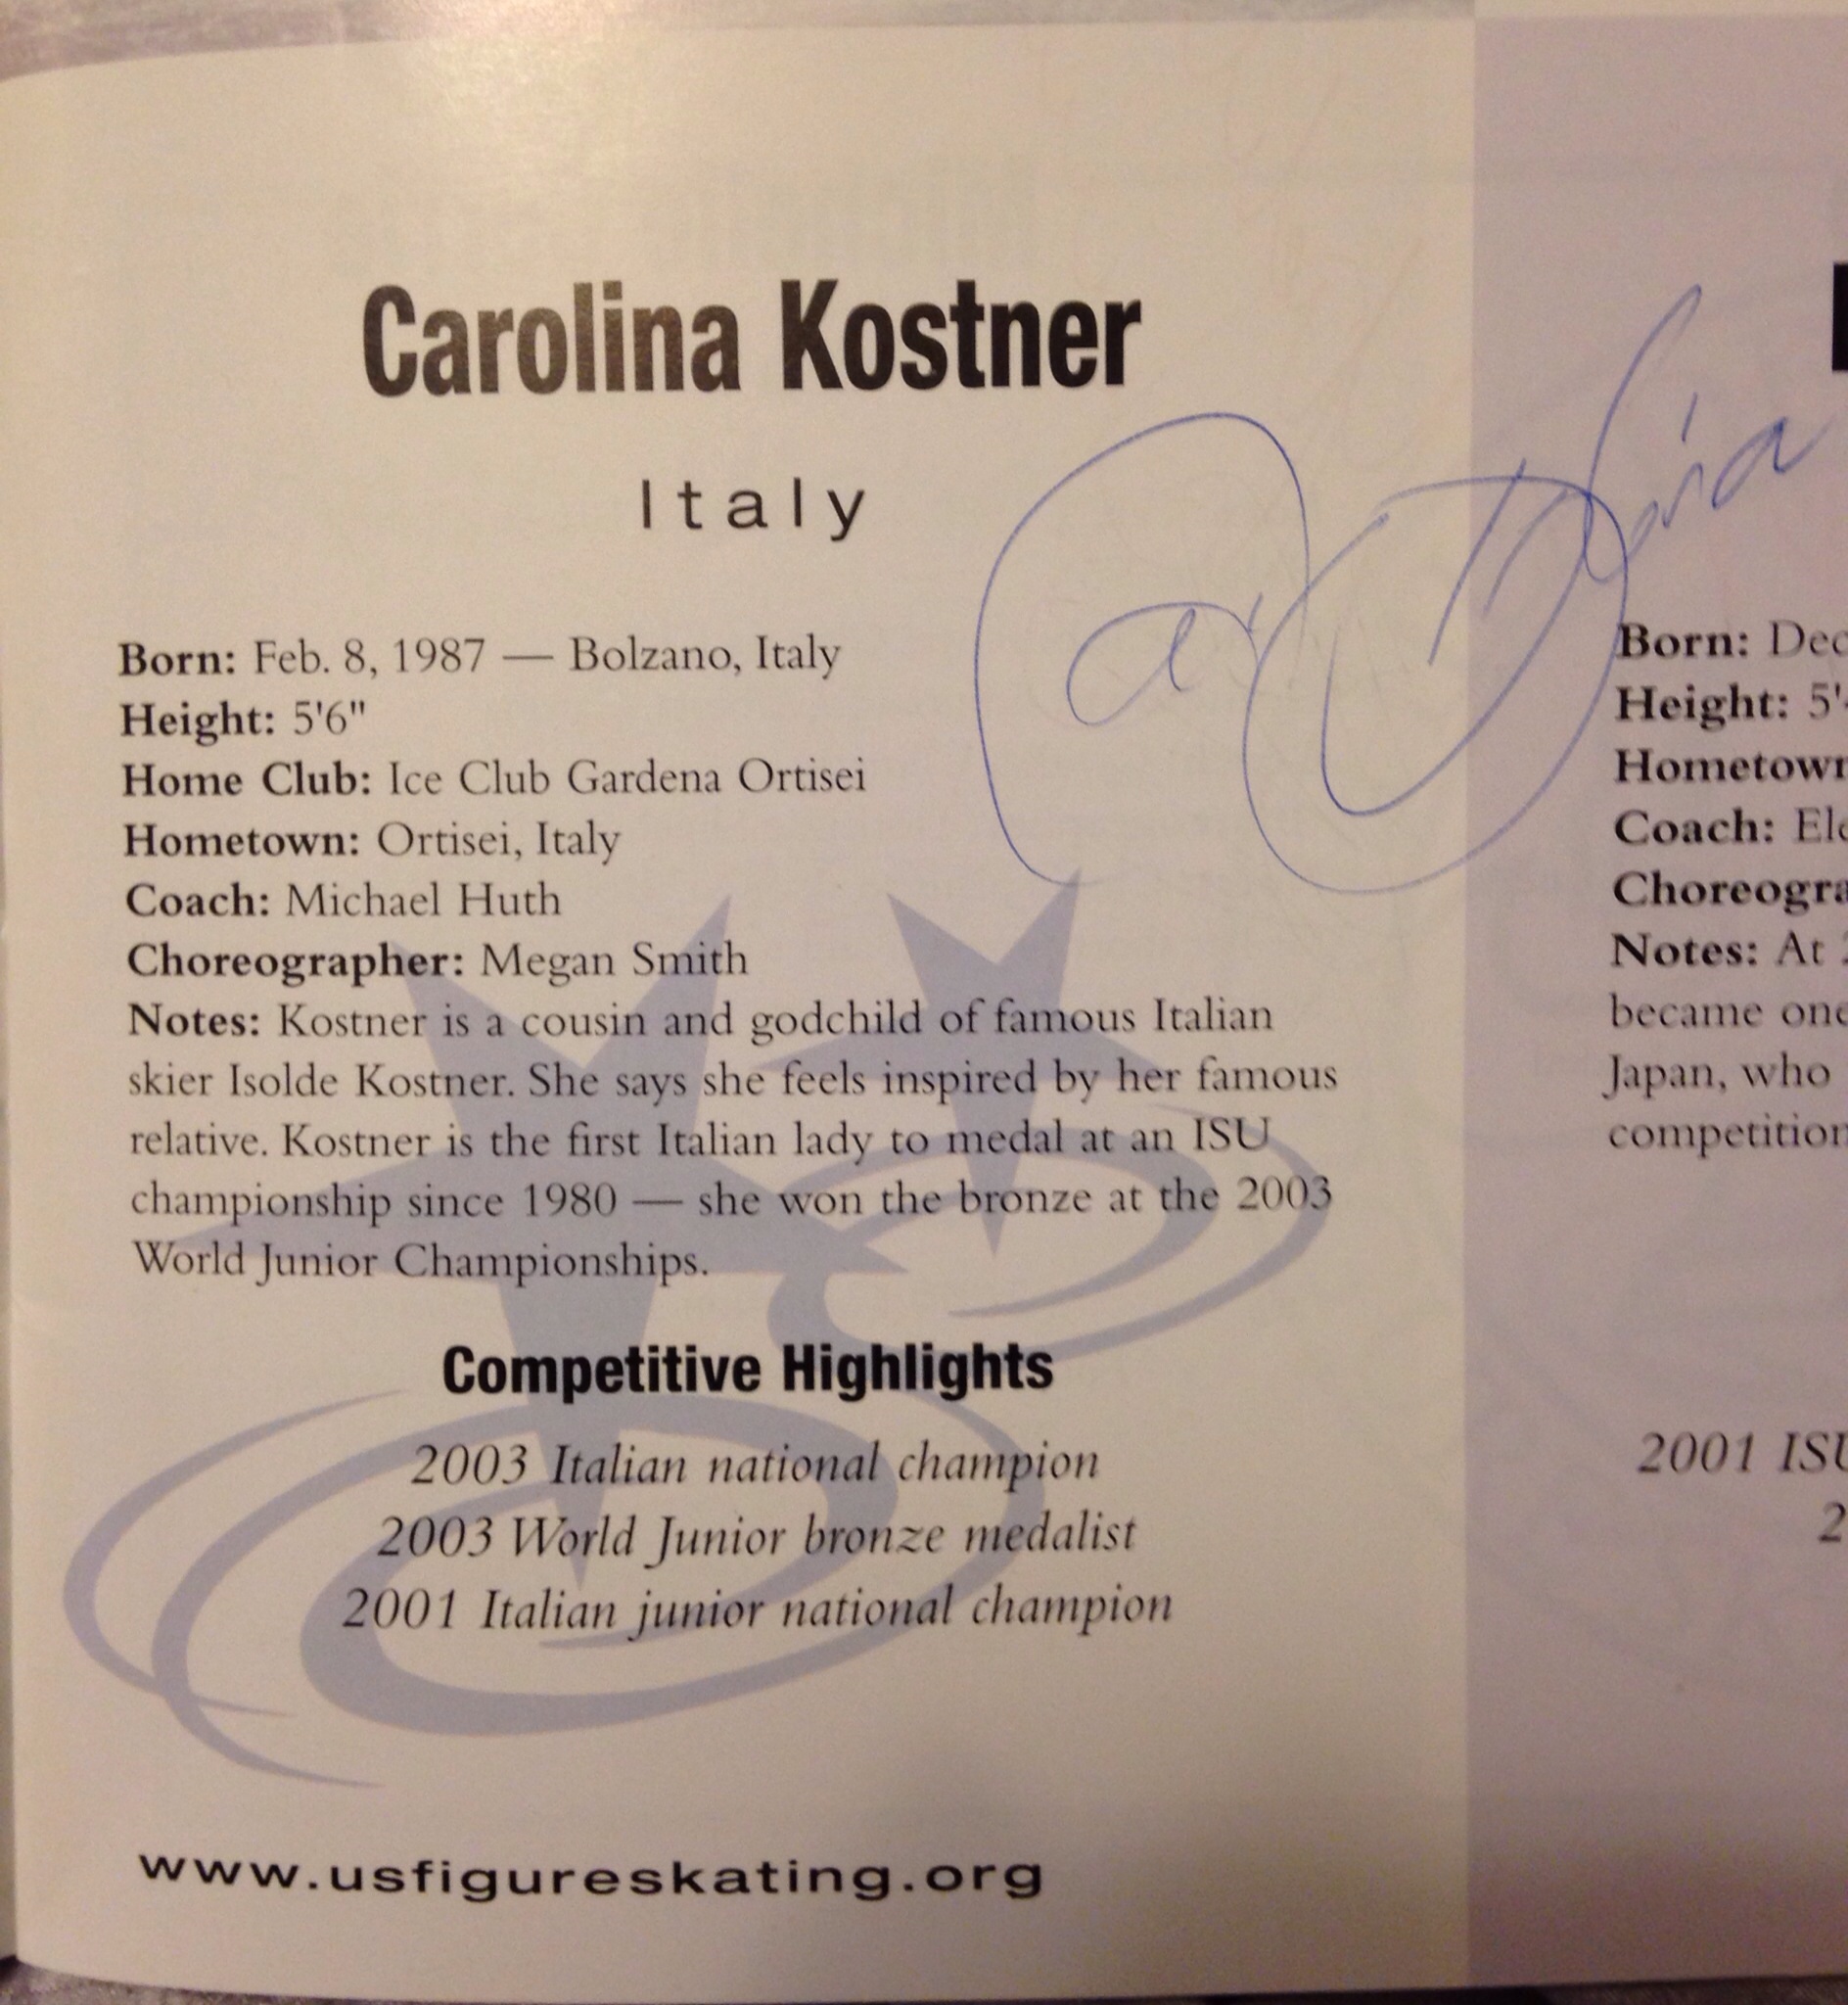 Carolina Kostner
Italy
Born: Feb. 8, 1987 — Bolzano, Italy
Height: 5'6"
Home Club: Ice Club Gardena Ortisei
Hometown: Ortisei, Italy
Coach: Michael Huth
Choreographer: Megan Smith
Notes: Kostner is a cousin and godchild of famous Italian
skier Isolde Kostner. She says she feels inspired by her famous
relative. Kostner is the first Italian lady to medal at an ISU
championship since 1980 — she won the bronze at the 2003
World Junior Championships.
Competitive Highlights
2003 Italian national champion
2003 World Junior bronze medalist
2001 Italian junior national champion
www.usfigureskating.org
Born: Dec
Height: 5'
Hometown
Coach: Ele
Choreogra
Notes: At 2
became one
Japan, who
competition
2001 ISU
2